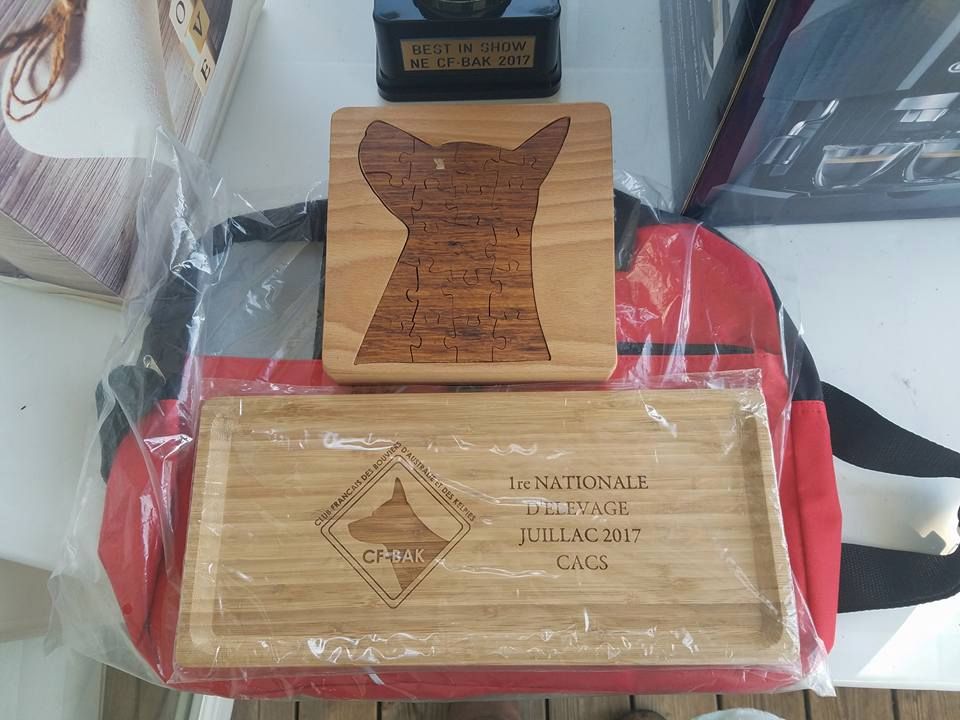 OVE
BEST IN SHOW
NE CF-BAK 2017
CLUB FRANCAIS DES BOUVIERS D'AUSTRALIE ET DES KELPIES
CF-BAK
1re NATIONALE
D'ELEVAGE
JUILLAC 2017
CACS